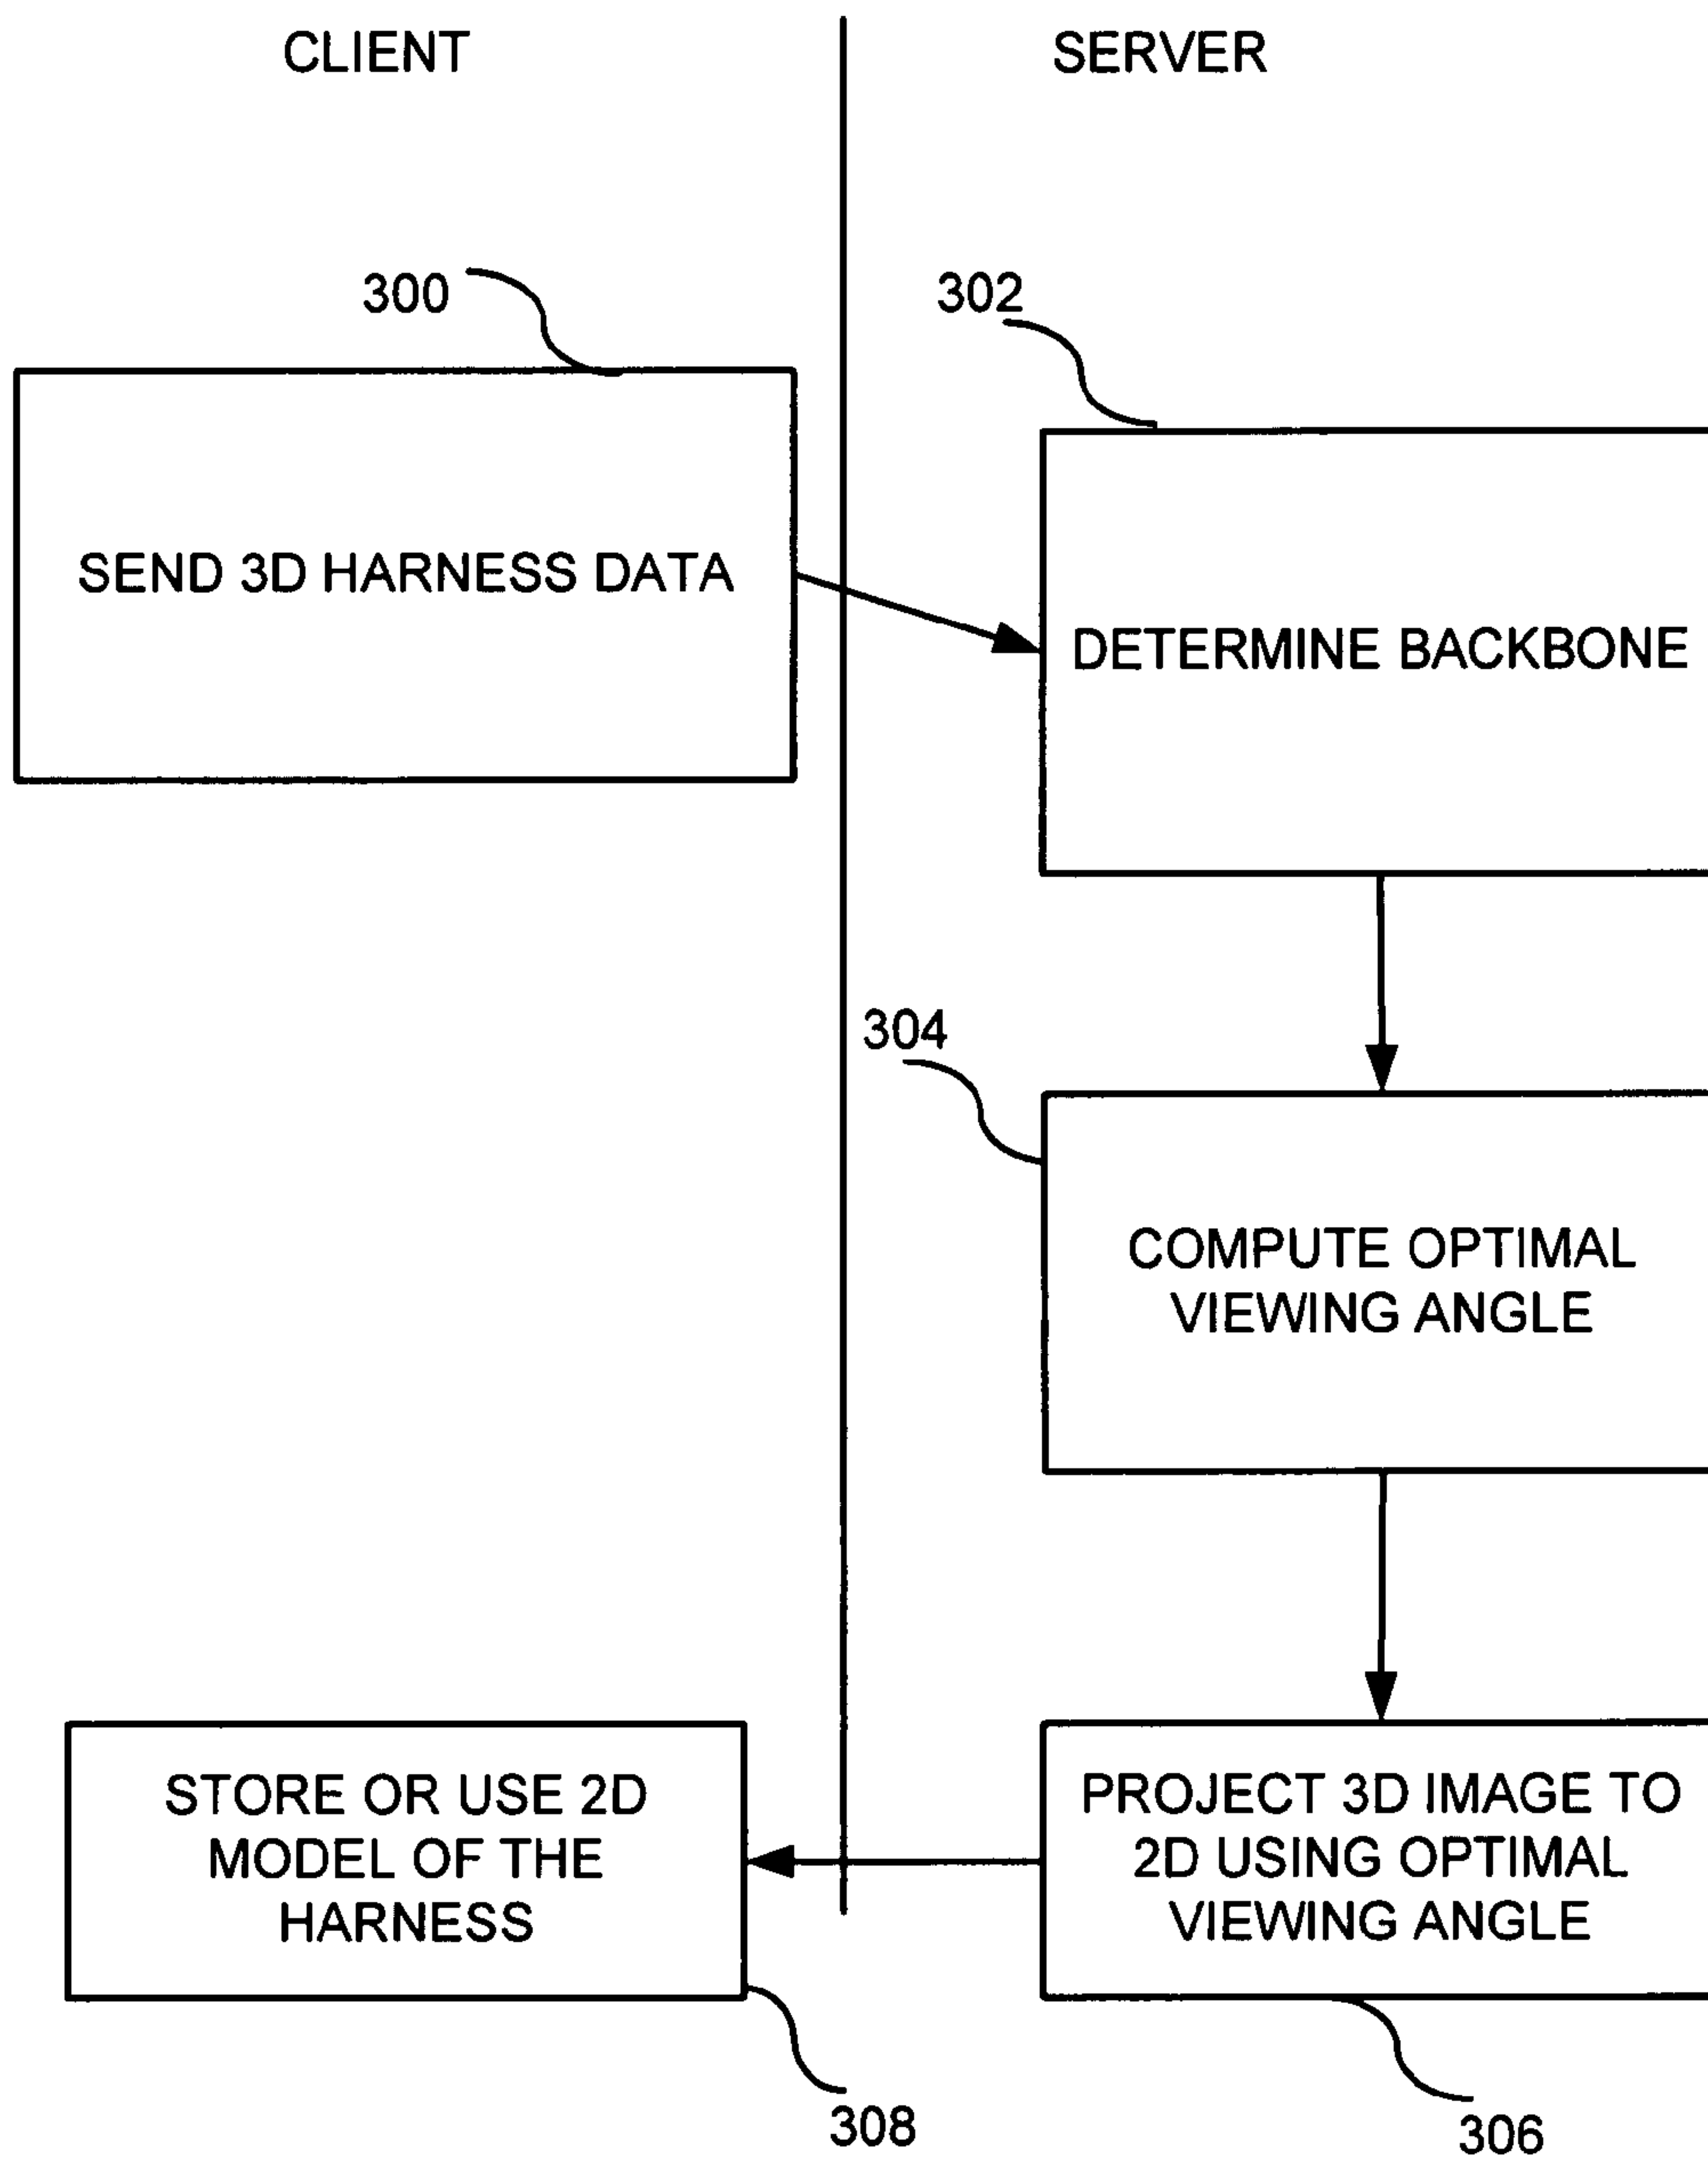 CLIENT
SERVER
300
302
SEND 3D HARNESS DATA
DETERMINE BACKBONE
304
COMPUTE OPTIMAL
VIEWING ANGLE
STORE OR USE 2D
MODEL OF THE
HARNESS
PROJECT 3D IMAGE TO
2D USING OPTIMAL
VIEWING ANGLE
308
306